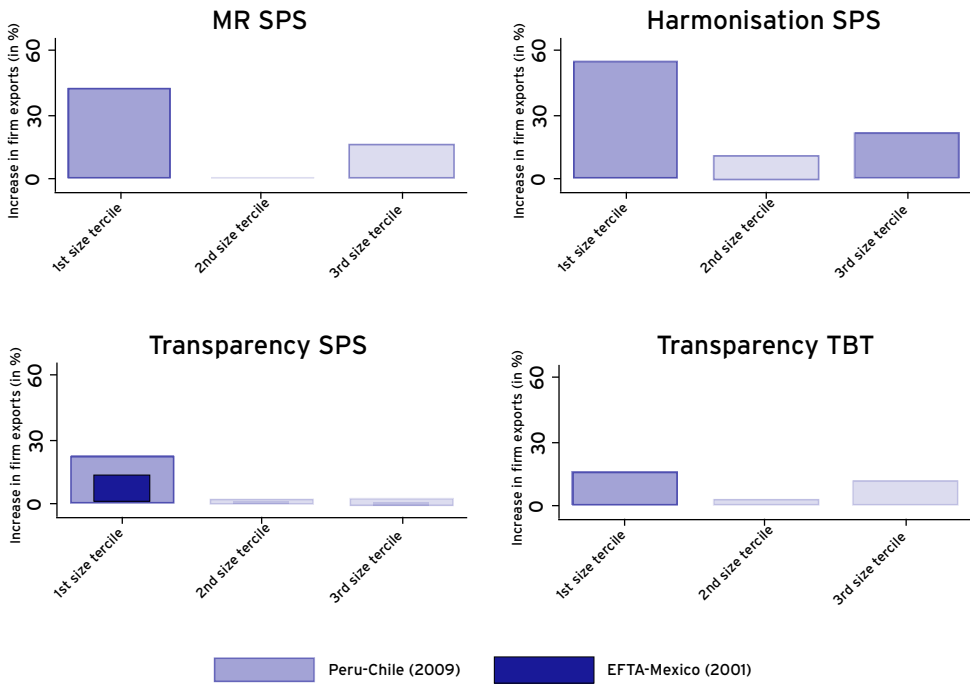 MR SPS
Increase in firm exports (in %)
60
30
0
1st size tercile
2nd size tercile
3rd size tercile
Harmonisation SPS
Increase in firm exports (in %)
60
30
0
1st size tercile
2nd size tercile
3rd size tercile
Transparency SPS
Increase in firm exports (in %)
60
30
0
1st size tercile
2nd size tercile
3rd size tercile
Transparency TBT
Increase in firm exports (in %)
60
30
0
1st size tercile
2nd size tercile
3rd size tercile
Peru-Chile (2009)
EFTA-Mexico (2001)